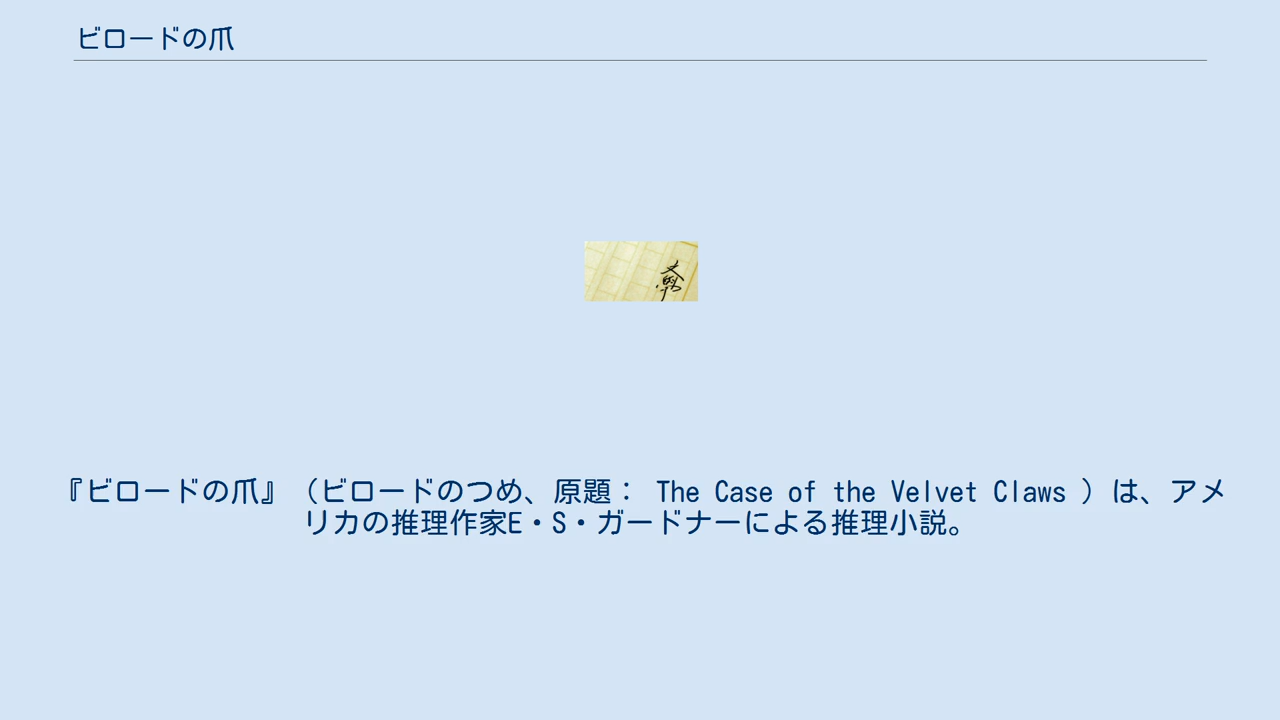 ビロードの爪
『ビロードの爪』（ビロードのつめ、原題： The Case of the Velvet Claws ）は、アメ
リカの推理作家E・S・ガードナーによる推理小説。